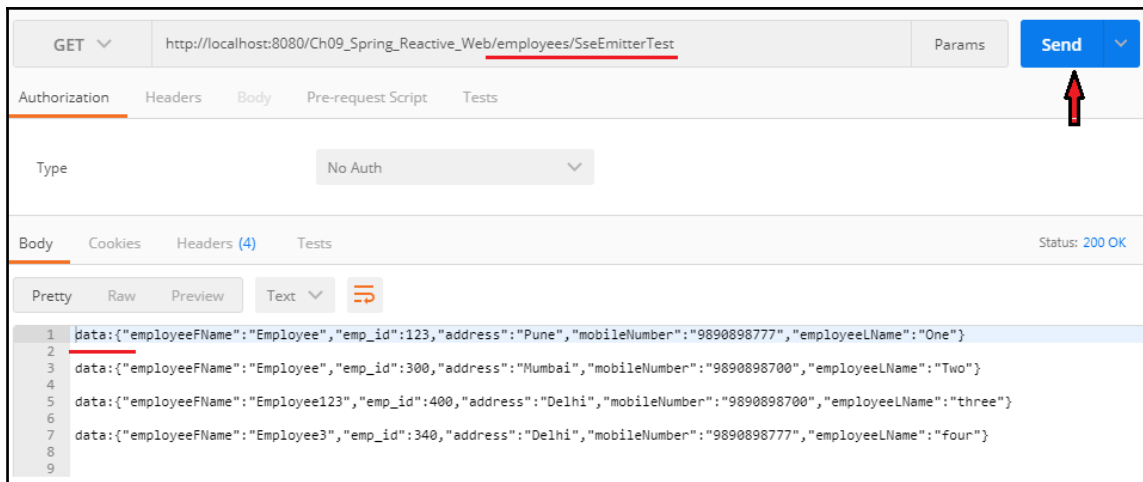 GET http://localhost:8080/Ch09_Spring_Reactive_Web/employees/SseEmitterTest Params Send
Authorization Headers Body Pre-request Script Tests
Type No Auth
Body Cookies Headers (4) Tests Status: 200 OK
Pretty Raw Preview Text
1 data:{"employeeFName":"Employee","emp_id":123,"address":"Pune","mobileNumber":"9890898777","employeeLName":"One"}
2
3 data:{"employeeFName":"Employee","emp_id":300,"address":"Mumbai","mobileNumber":"9890898700","employeeLName":"Two"}
4
5 data:{"employeeFName":"Employee123","emp_id":400,"address":"Delhi","mobileNumber":"9890898700","employeeLName":"three"}
6
7 data:{"employeeFName":"Employee3","emp_id":340,"address":"Delhi","mobileNumber":"9890898777","employeeLName":"four"}
8
9